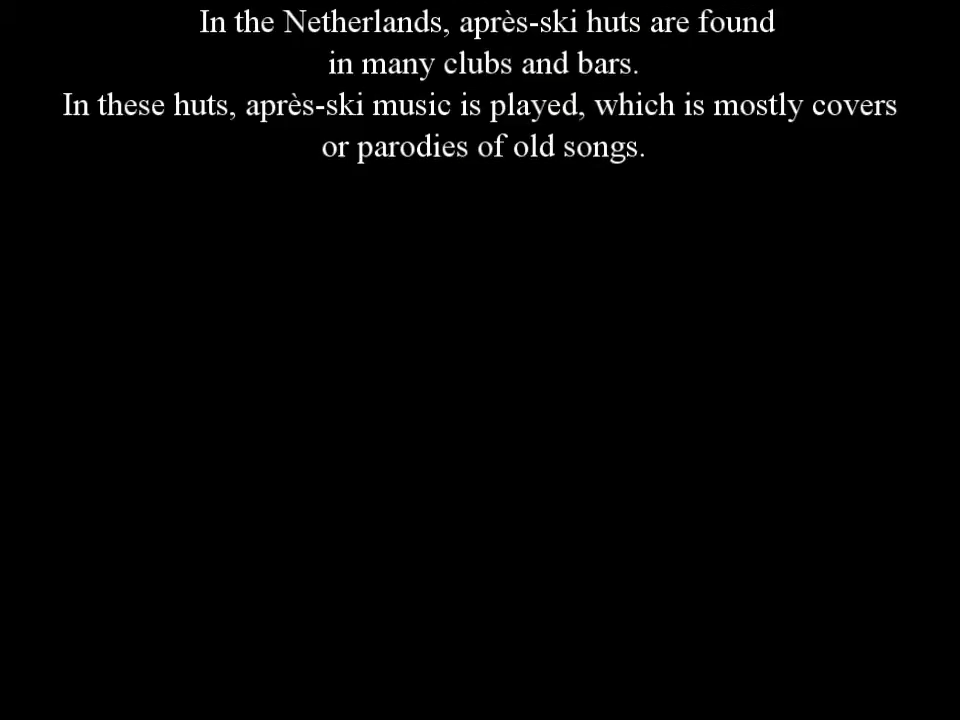 In the Netherlands, après-ski huts are found
in many clubs and bars.
In these huts, après-ski music is played, which is mostly covers
or parodies of old songs.